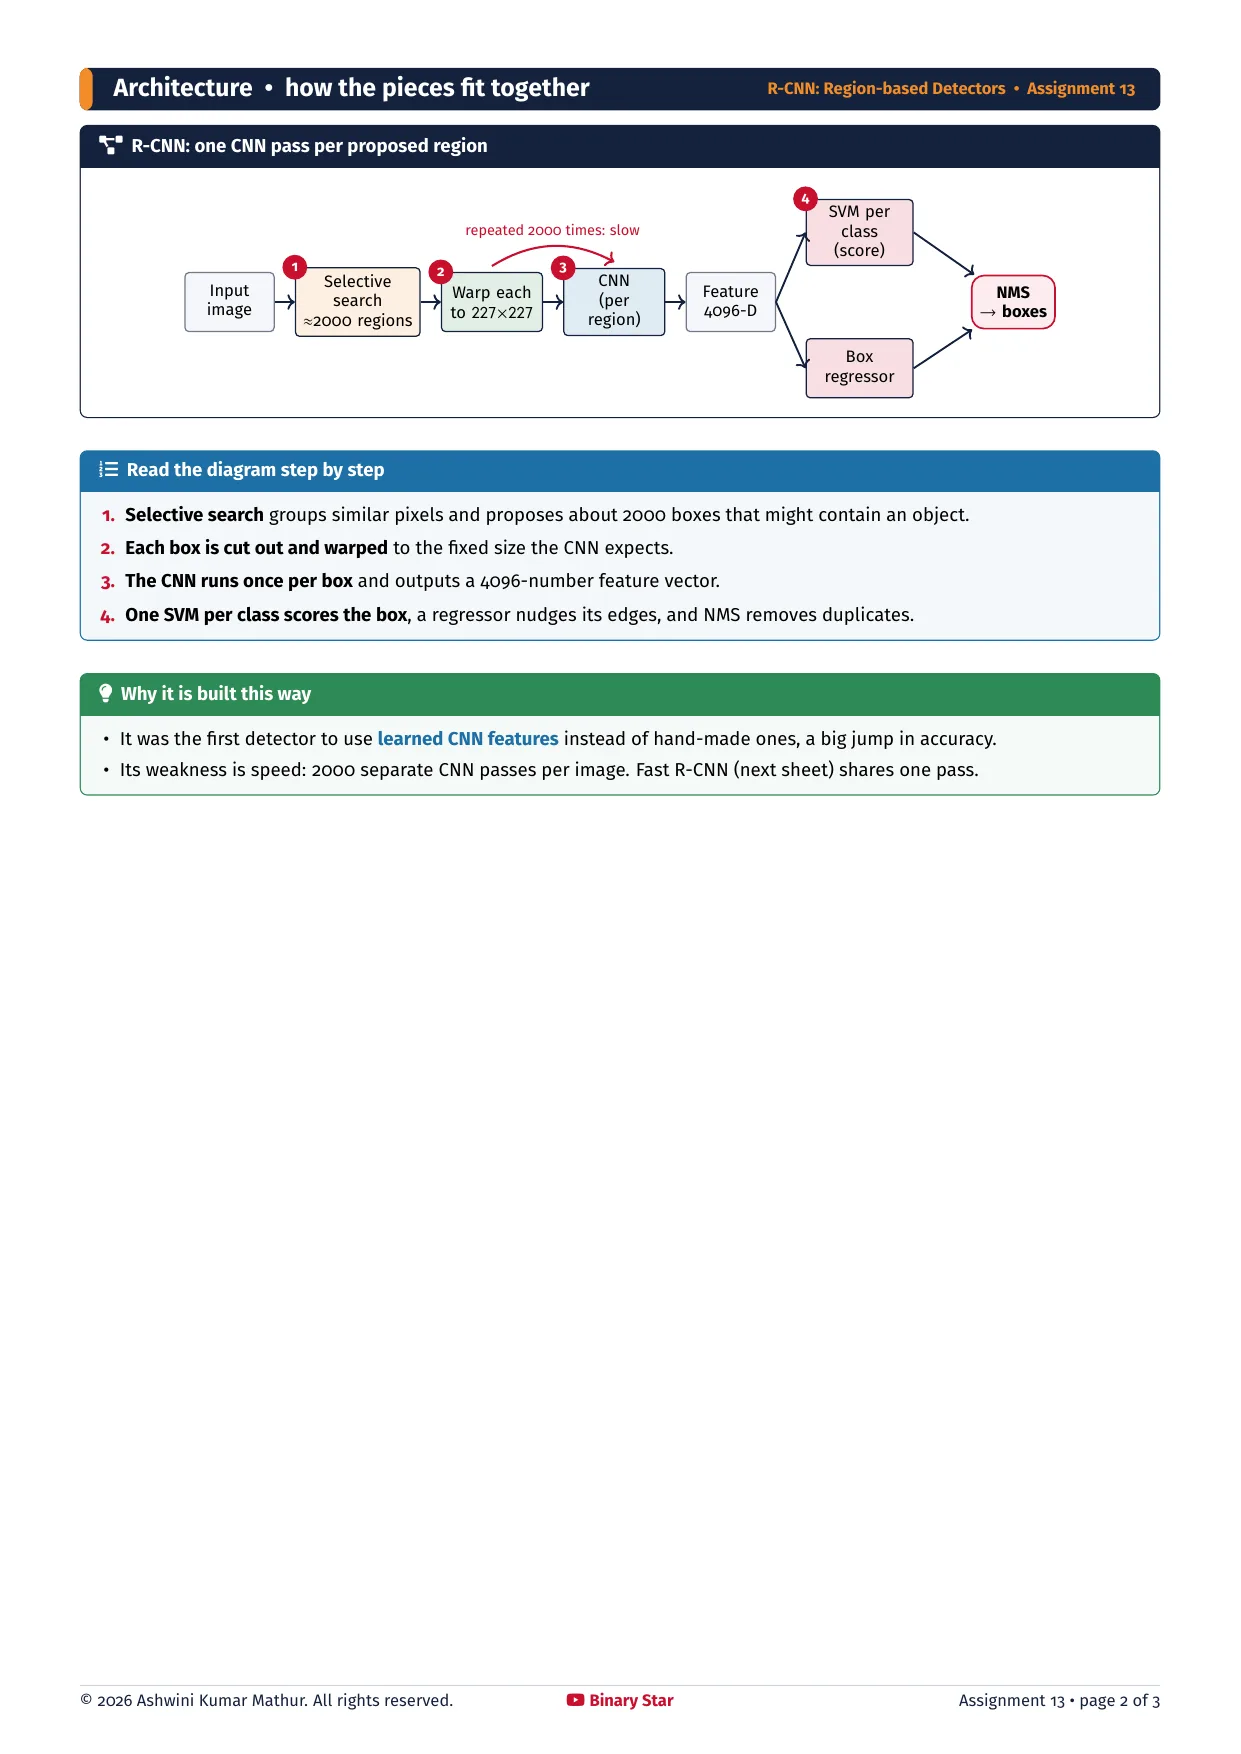 Architecture • how the pieces fit together
R-CNN: Region-based Detectors • Assignment 13
R-CNN: one CNN pass per proposed region
Input
image
1
Selective
search
≈2000 regions
2
Warp each
to 227×227
repeated 2000 times: slow
3
CNN
(per
region)
Feature
4096-D
4
SVM per
class
(score)
Box
regressor
NMS
→ boxes
Read the diagram step by step
1. Selective search groups similar pixels and proposes about 2000 boxes that might contain an object.
2. Each box is cut out and warped to the fixed size the CNN expects.
3. The CNN runs once per box and outputs a 4096-number feature vector.
4. One SVM per class scores the box, a regressor nudges its edges, and NMS removes duplicates.
Why it is built this way
• It was the first detector to use learned CNN features instead of hand-made ones, a big jump in accuracy.
• Its weakness is speed: 2000 separate CNN passes per image. Fast R-CNN (next sheet) shares one pass.
© 2026 Ashwini Kumar Mathur. All rights reserved.
Binary Star
Assignment 13 • page 2 of 3